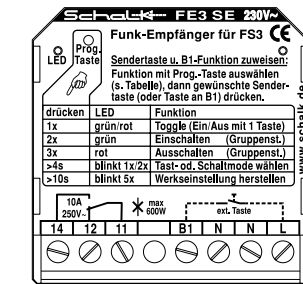 Schalk FE3 SE 230V~
Funk-Empfänger für FS3 CE
LED
Prog.
Taste
Sendertaste u. B1-Funktion zuweisen:
Funktion mit Prog.-Taste auswählen
(s. Tabelle), dann gewünschte Sender-
taste (oder Taste an B1) drücken.
drücken LED Funktion
1x grün/rot Toggle (Ein/Aus mit 1 Taste)
2x grün Einschalten (Gruppenst.)
3x rot Ausschalten (Gruppenst.)
>4s blinkt 1x/2x Tast- od. Schaltmode wählen
>10s blinkt 5x Werkseinstellung herstellen
10A
250V~
max
600W
ext. Taste
14 12 11 B1 N N L
www.schalk.de